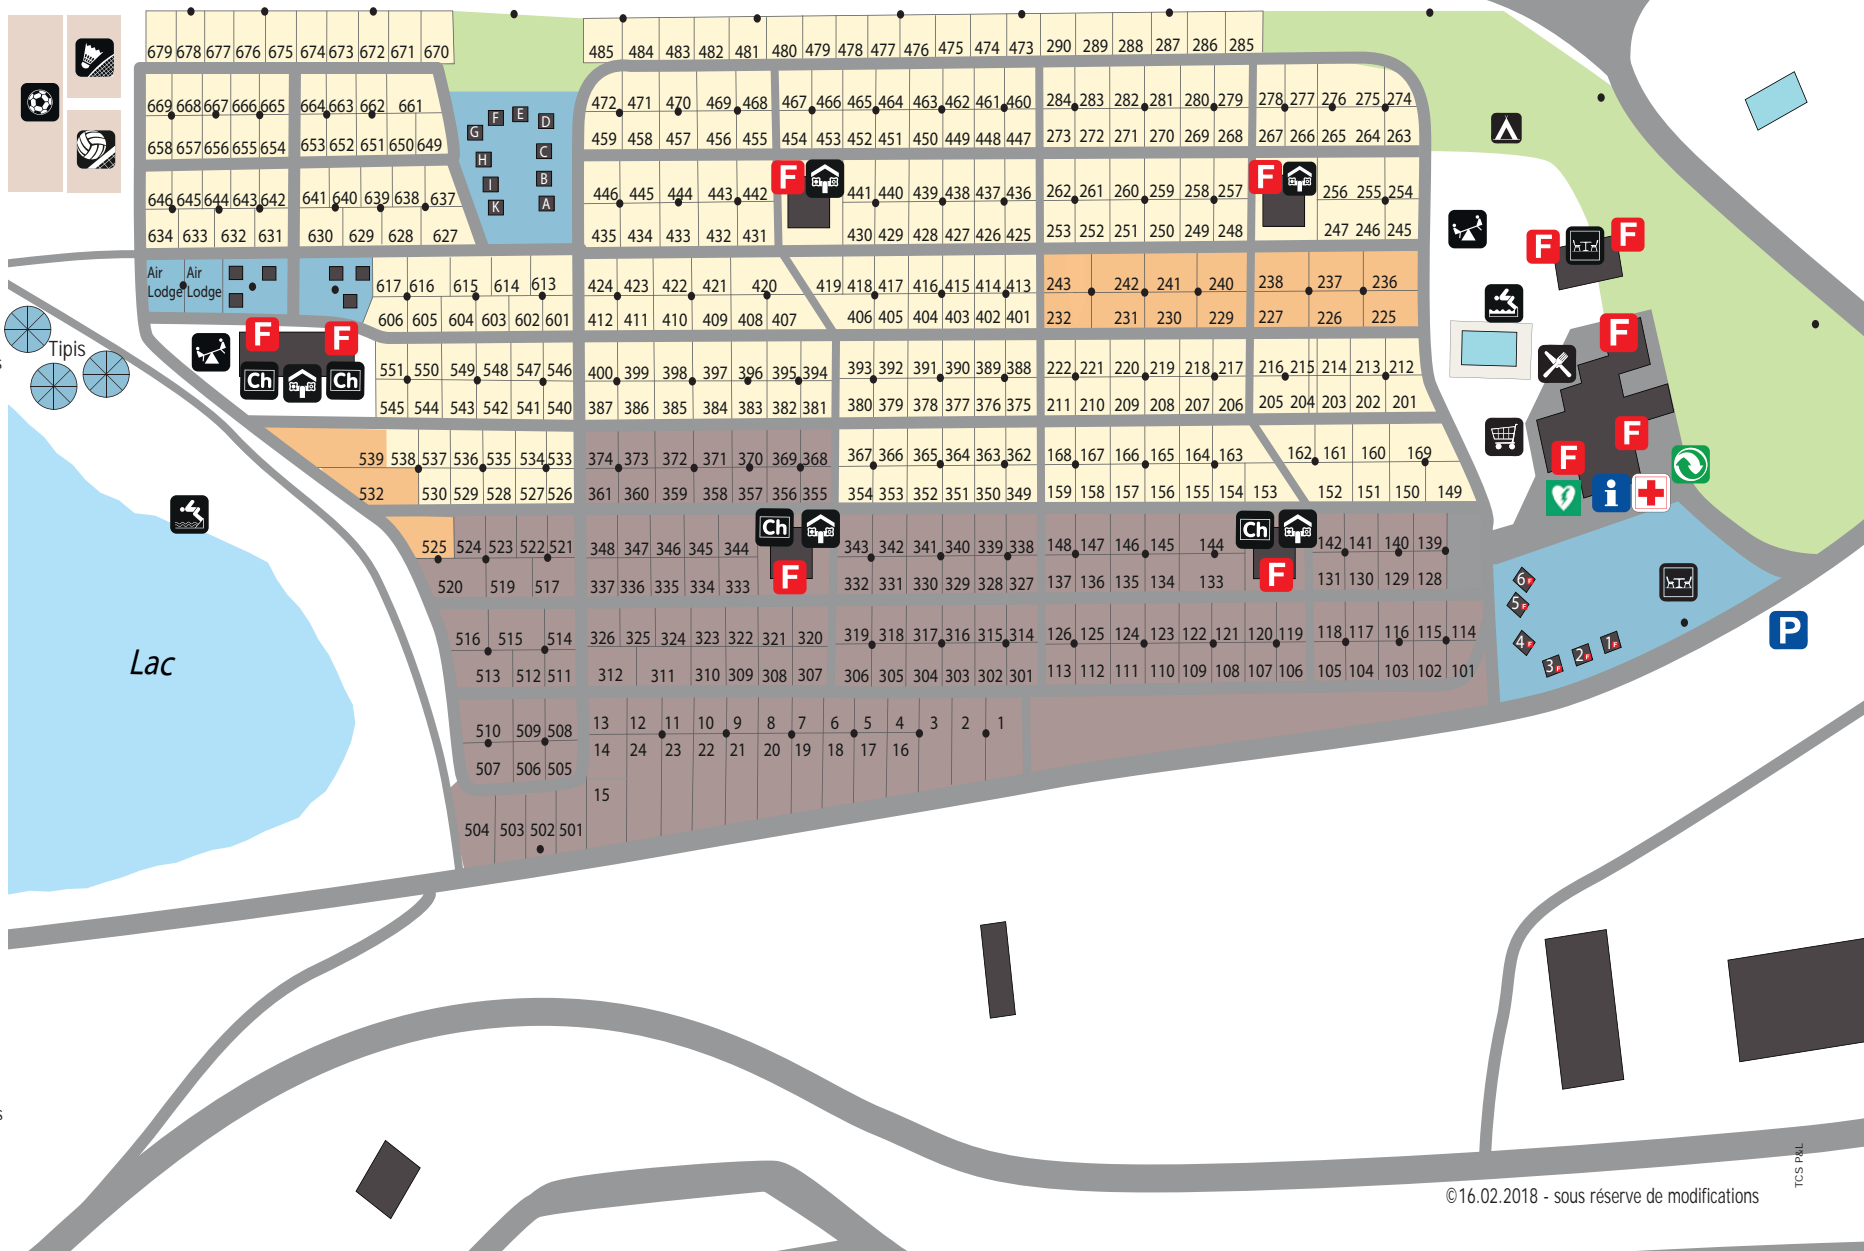 679 678 677 676 675 674 673 672 671 670
485 484 483 482 481 480 479 478 477 476 475 474 473 290 289 288 287 286 285
669 668 667 666 665 664 663 662 661
472 471 470 469 468 467 466 465 464 463 462 461 460 284 283 282 281 280 279 278 277 276 275 274
G F E D
658 657 656 655 654 653 652 651 650 649
459 458 457 456 455 454 453 452 451 450 449 448 447 273 272 271 270 269 268 267 266 265 264 263
H C
F F
I B
646 645 644 643 642 641 640 639 638 637
K A
446 445 444 443 442 441 440 439 438 437 436 262 261 260 259 258 257 256 255 254
634 633 632 631 630 629 628 627
435 434 433 432 431 430 429 428 427 426 425 253 252 251 250 249 248 247 246 245
F F
Air Lodge
Air Lodge
617 616 615 614 613
424 423 422 421 420 419 418 417 416 415 414 413 243 242 241 240 238 237 236
606 605 604 603 602 601
412 411 410 409 408 407 406 405 404 403 402 401 232 231 230 229 227 226 225
Tipis
F F
F
Ch Ch
551 550 549 548 547 546
400 399 398 397 396 395 394 393 392 391 390 389 388 222 221 220 219 218 217 216 215 214 213 212
545 544 543 542 541 540
387 386 385 384 383 382 381 380 379 378 377 376 375 211 210 209 208 207 206 205 204 203 202 201
F
F
539 538 537 536 535 534 533
374 373 372 371 370 369 368 367 366 365 364 363 362 168 167 166 165 164 163 162 161 160 169
532 530 529 528 527 526
361 360 359 358 357 356 355 354 353 352 351 350 349 159 158 157 156 155 154 153 152 151 150 149
i
Ch Ch
525 524 523 522 521
348 347 346 345 344 343 342 341 340 339 338 148 147 146 145 144 142 141 140 139
F F
520 519 517
337 336 335 334 333 332 331 330 329 328 327 137 136 135 134 133 131 130 129 128
6 F
5 F
4 F
3 F
2 F
1 F
P
516 515 514
326 325 324 323 322 321 320 319 318 317 316 315 314 126 125 124 123 122 121 120 119 118 117 116 115 114
513 512 511
312 311 310 309 308 307 306 305 304 303 302 301 113 112 111 110 109 108 107 106 105 104 103 102 101
Lac
510 509 508
13 12 11 10 9 8 7 6 5 4 3 2 1
14 24 23 22 21 20 19 18 17 16
507 506 505
15
504 503 502 501
TCS P&L
©16.02.2018 - sous réserve de modifications